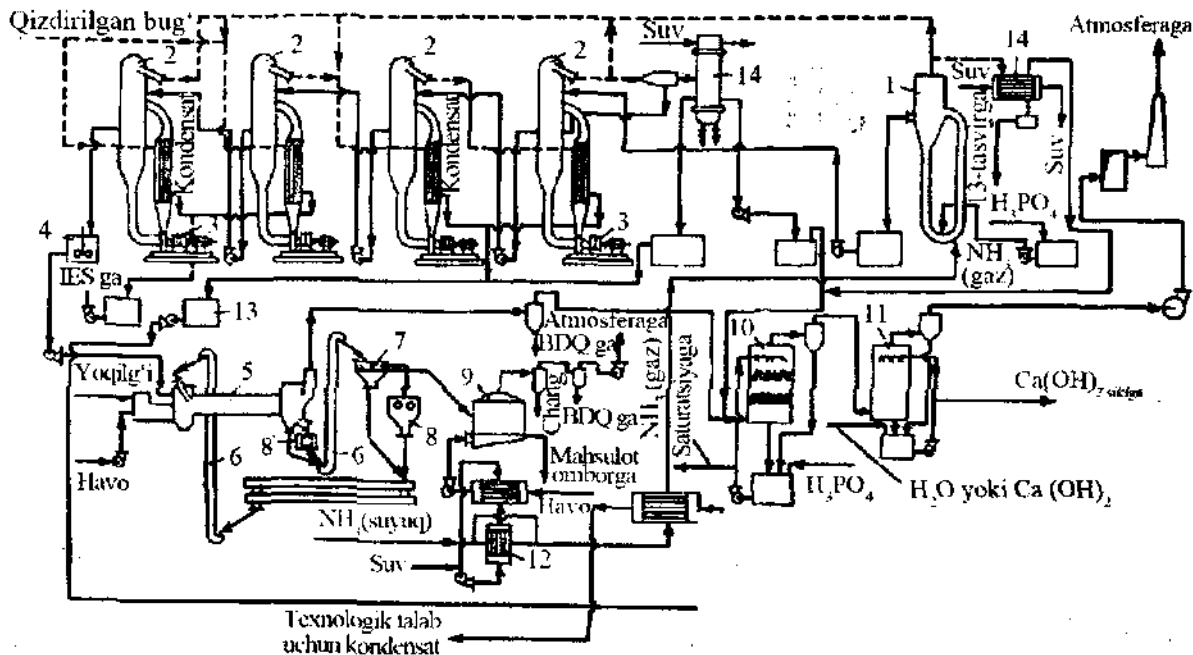 Qizdirilgan bug'
2
2
2
2
Suv
14
Suv
14
Atmosferaga
1
Kondensat
Kondensat
13-tasvirga
Suv
H₃PO₄
4
3
3
NH₃
(gaz)
IES ga
13
Atmosferaga
BDQ ga
7
10
11
Yoqilg'i
5
9
Chang
BDQ ga
NH₃ (gaz)
Saturatsiyaga
Ca(OH)₂
8
8
6
6
Havo
Mahsulot
omborga
Havo
H₃PO₄
H₂O yoki Ca (OH)₂
NH₃(suyuq)
12
Suv
Texnologik talab
uchun kondensat